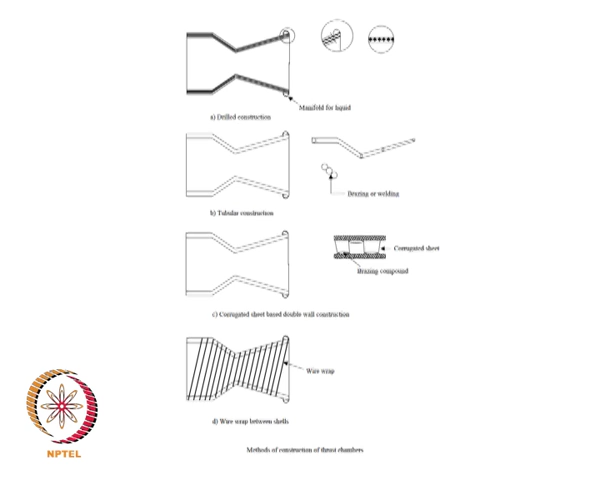 Manifold for liquid
a) Drilled construction
Brazing or welding
b) Tubular construction
Corrugated sheet
Brazing compound
c) Corrugated sheet based double wall construction
Wire wrap
d) Wire wrap between shells
Methods of construction of thrust chambers
NPTEL